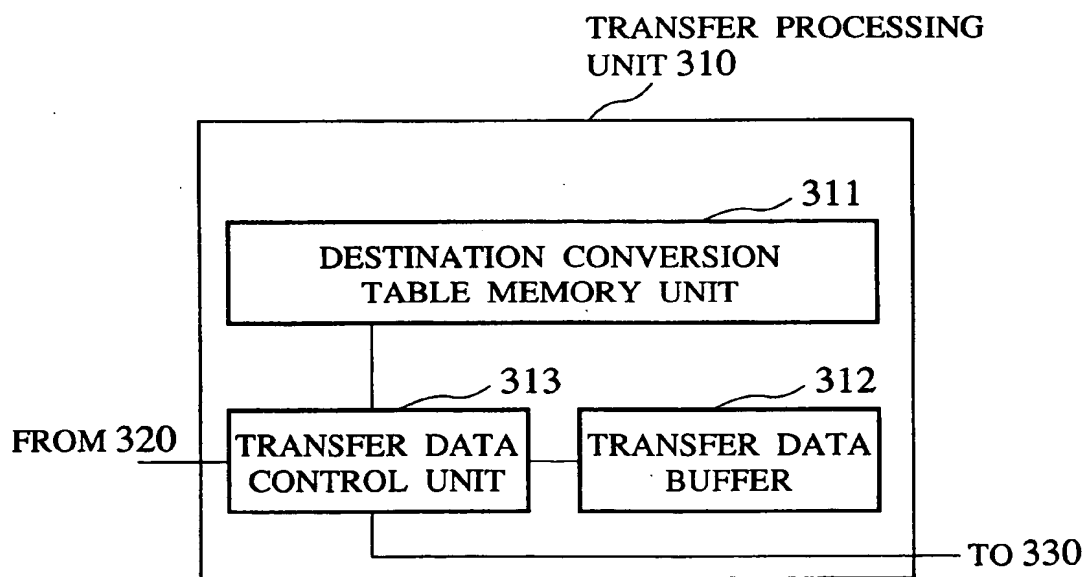 TRANSFER PROCESSING
UNIT 310
311
DESTINATION CONVERSION
TABLE MEMORY UNIT
313
312
FROM 320
TRANSFER DATA
CONTROL UNIT
TRANSFER DATA
BUFFER
TO 330